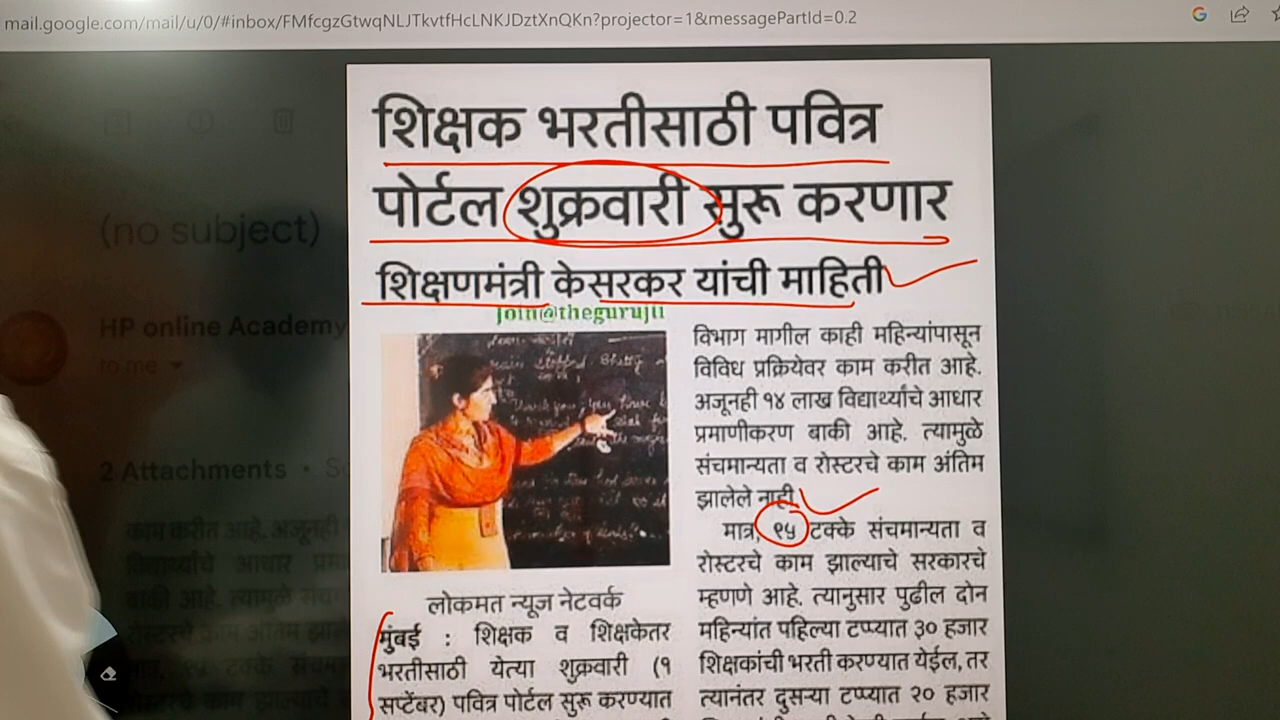 mail.google.com/mail/u/0/#inbox/FMfcgzGtwqNLJTkvtfHcLNKJDztXnQKn?projector=1&messagePartId=0.2
शिक्षक भरतीसाठी पवित्र
पोर्टल शुक्रवारी सुरू करणार
शिक्षणमंत्री केसरकर यांची माहिती
join@thegurujii
(no subject)
HP online Academy
to me
2 Attachments
लोकमत न्यूज नेटवर्क
मुंबई : शिक्षक व शिक्षकेतर
भरतीसाठी येत्या शुक्रवारी (१
सप्टेंबर) पवित्र पोर्टल सुरू करण्यात
विभाग मागील काही महिन्यांपासून
विविध प्रक्रियेवर काम करीत आहे.
अजूनही १४ लाख विद्यार्थ्यांचे आधार
प्रमाणीकरण बाकी आहे. त्यामुळे
संचमान्यता व रोस्टरचे काम अंतिम
झालेले नाही.
मात्र, ९५ टक्के संचमान्यता व
रोस्टरचे काम झाल्याचे सरकारचे
म्हणणे आहे. त्यानुसार पुढील दोन
महिन्यांत पहिल्या टप्प्यात ३० हजार
शिक्षकांची भरती करण्यात येईल, तर
त्यानंतर दुसऱ्या टप्प्यात २० हजार